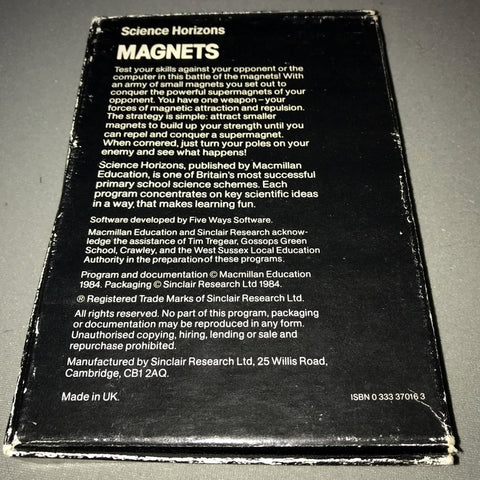 Science Horizons
MAGNETS
Test your skills against your opponent or the
computer in this battle of the magnets! With
an army of small magnets you set out to
conquer the powerful supermagnets of your
opponent. You have one weapon – your
forces of magnetic attraction and repulsion.
The strategy is simple: attract smaller
magnets to build up your strength until you
can repel and conquer a supermagnet.
When cornered, just turn your poles on your
enemy and see what happens!
Science Horizons, published by Macmillan
Education, is one of Britain's most successful
primary school science schemes. Each
program concentrates on key scientific ideas
in a way that makes learning fun.
Software developed by Five Ways Software.
Macmillan Education and Sinclair Research acknow-
ledge the assistance of Tim Tregear, Gossops Green
School, Crawley, and the West Sussex Local Education
Authority in the preparation of these programs.
Program and documentation © Macmillan Education
1984. Packaging © Sinclair Research Ltd 1984.
® Registered Trade Marks of Sinclair Research Ltd.
All rights reserved. No part of this program, packaging
or documentation may be reproduced in any form.
Unauthorised copying, hiring, lending or sale and
repurchase prohibited.
Manufactured by Sinclair Research Ltd, 25 Willis Road,
Cambridge, CB1 2AQ.
Made in UK.
ISBN 0 333 37016 3